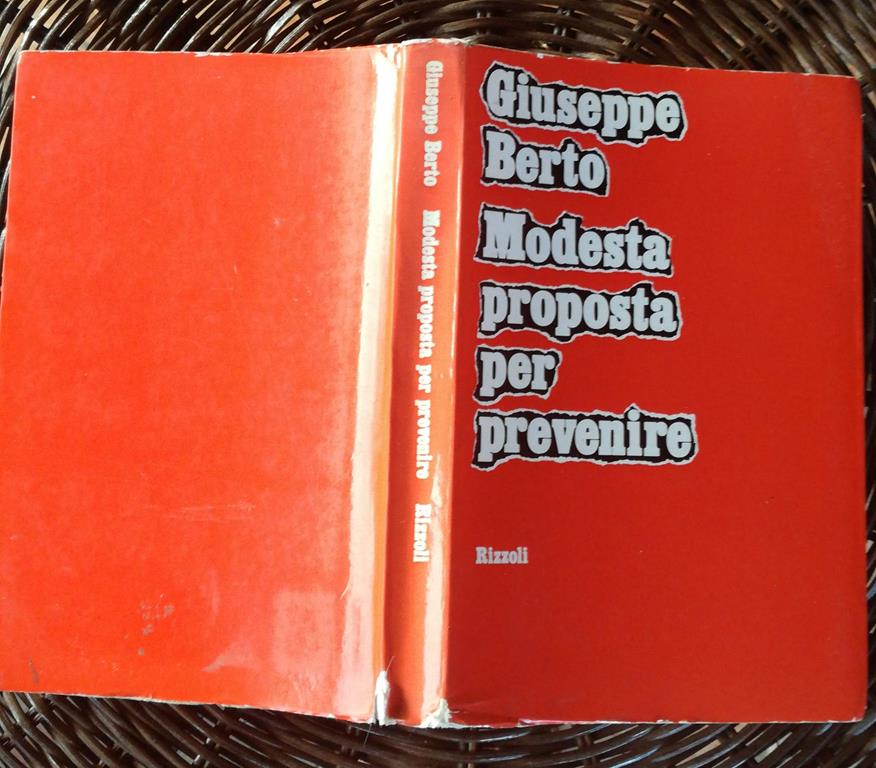 Giuseppe Berto Modesta proposta per prevenire Rizzoli
Giuseppe
Berto
Modesta
proposta
per
prevenire
Rizzoli